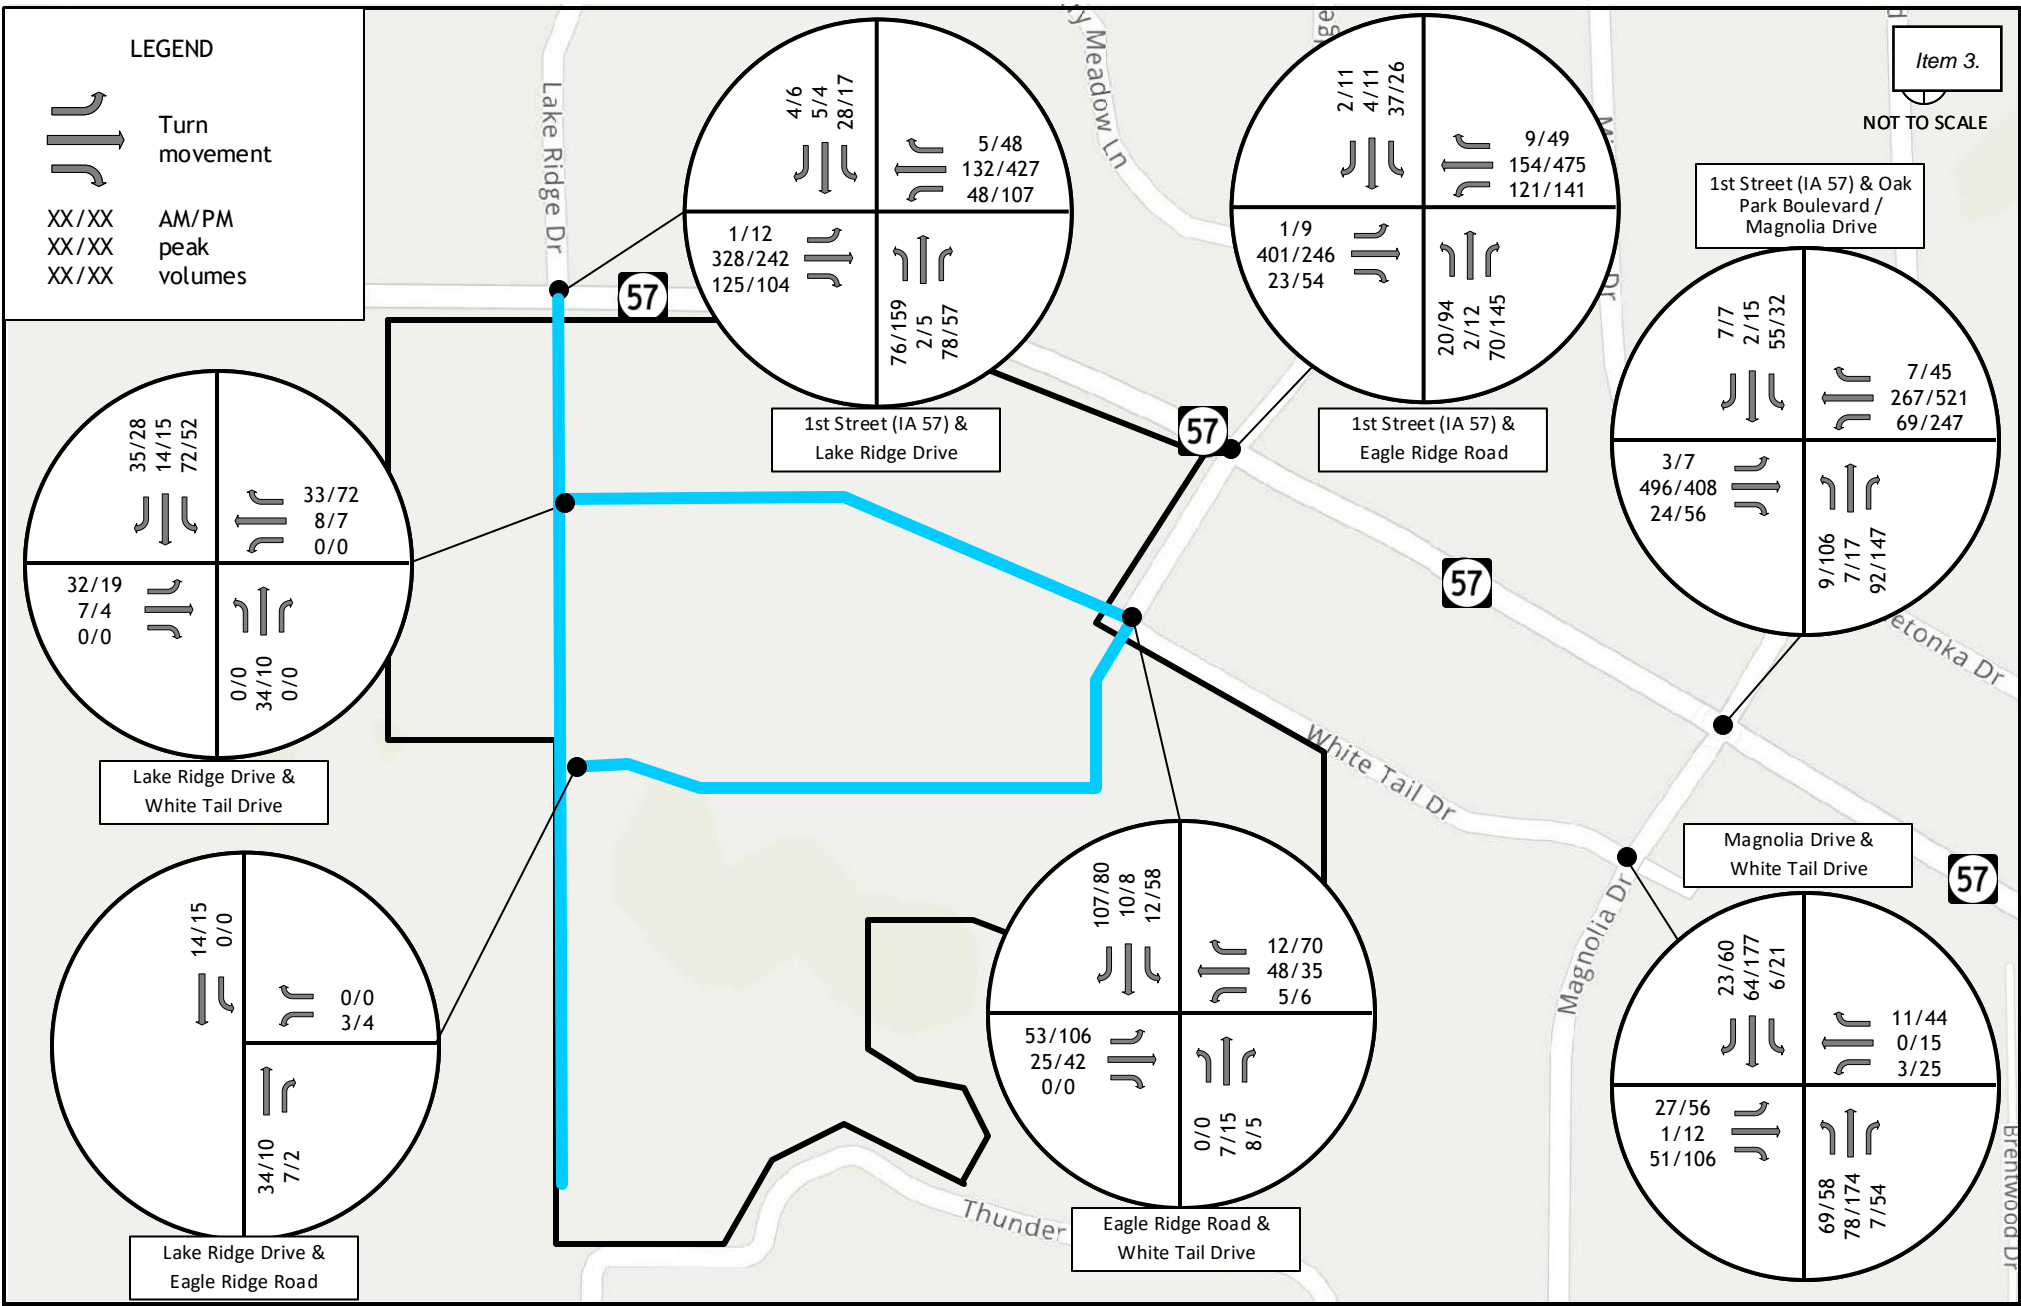 LEGEND
Turn
movement
XX/XX AM/PM
XX/XX peak
XX/XX volumes
Item 3.
NOT TO SCALE
Lake Ridge Dr
y Meadow Ln
57
57
57
57
etonka Dr
White Tail Dr
Magnolia Dr
Brentwood Dr
Thunder
4/6
5/4
28/17
5/48
132/427
48/107
1/12
328/242
125/104
76/159
2/5
78/57
1st Street (IA 57) &
Lake Ridge Drive
2/11
4/11
37/26
9/49
154/475
121/141
1/9
401/246
23/54
20/94
2/12
70/145
1st Street (IA 57) &
Eagle Ridge Road
1st Street (IA 57) & Oak
Park Boulevard /
Magnolia Drive
7/7
2/15
55/32
7/45
267/521
69/247
3/7
496/408
24/56
9/106
7/17
92/147
35/28
14/15
72/52
33/72
8/7
0/0
32/19
7/4
0/0
0/0
34/10
0/0
Lake Ridge Drive &
White Tail Drive
14/15
0/0
0/0
3/4
34/10
7/2
Lake Ridge Drive &
Eagle Ridge Road
107/80
10/8
12/58
12/70
48/35
5/6
53/106
25/42
0/0
0/0
7/15
8/5
Eagle Ridge Road &
White Tail Drive
Magnolia Drive &
White Tail Drive
23/60
64/177
6/21
11/44
0/15
3/25
27/56
1/12
51/106
69/58
78/174
7/54